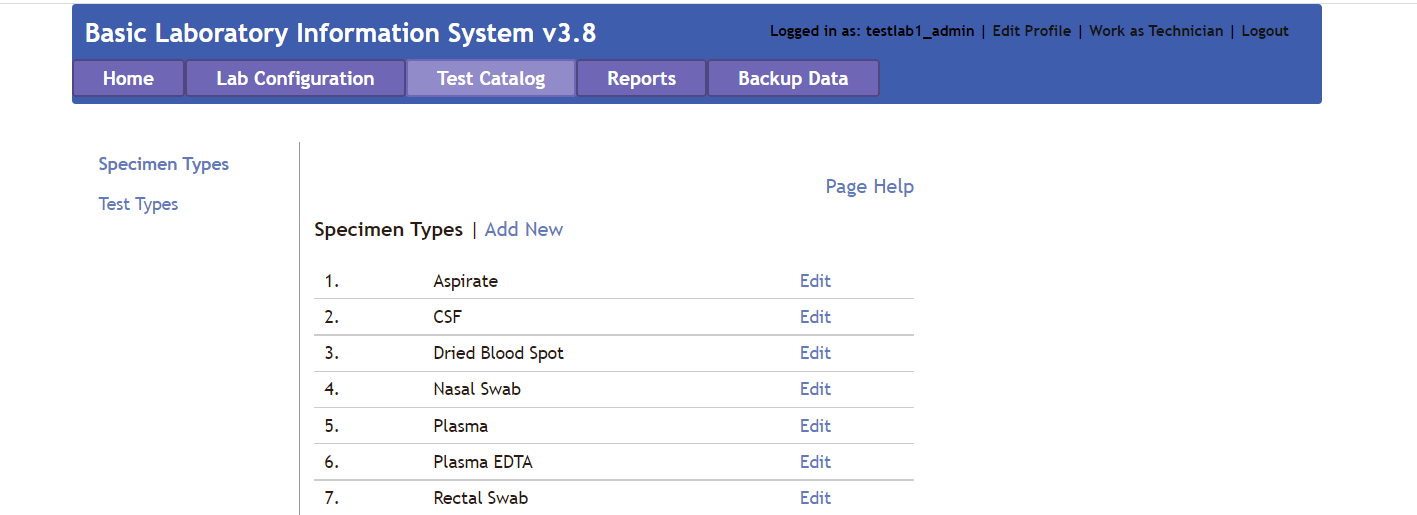 Basic Laboratory Information System v3.8
Logged in as: testlab1_admin | Edit Profile | Work as Technician | Logout
Home Lab Configuration Test Catalog Reports Backup Data
Specimen Types
Test Types
Page Help
Specimen Types | Add New
1. Aspirate Edit
2. CSF Edit
3. Dried Blood Spot Edit
4. Nasal Swab Edit
5. Plasma Edit
6. Plasma EDTA Edit
7. Rectal Swab Edit